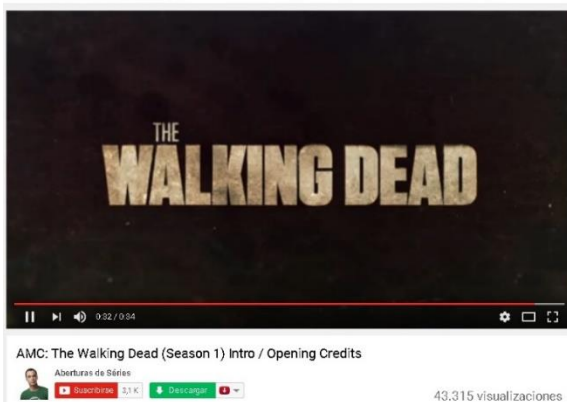 THE
WALKING DEAD
0:32 / 0:34
AMC: The Walking Dead (Season 1) Intro / Opening Credits
Aberturas de Séries
Suscribirse 3,1 K Descargar
43.315 visualizaciones